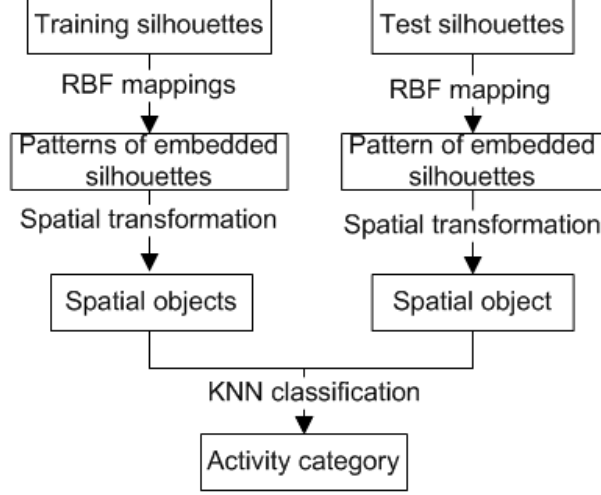 Training silhouettes
Test silhouettes
RBF mappings
RBF mapping
Patterns of embedded
silhouettes
Pattern of embedded
silhouettes
Spatial transformation
Spatial transformation
Spatial objects
Spatial object
KNN classification
Activity category